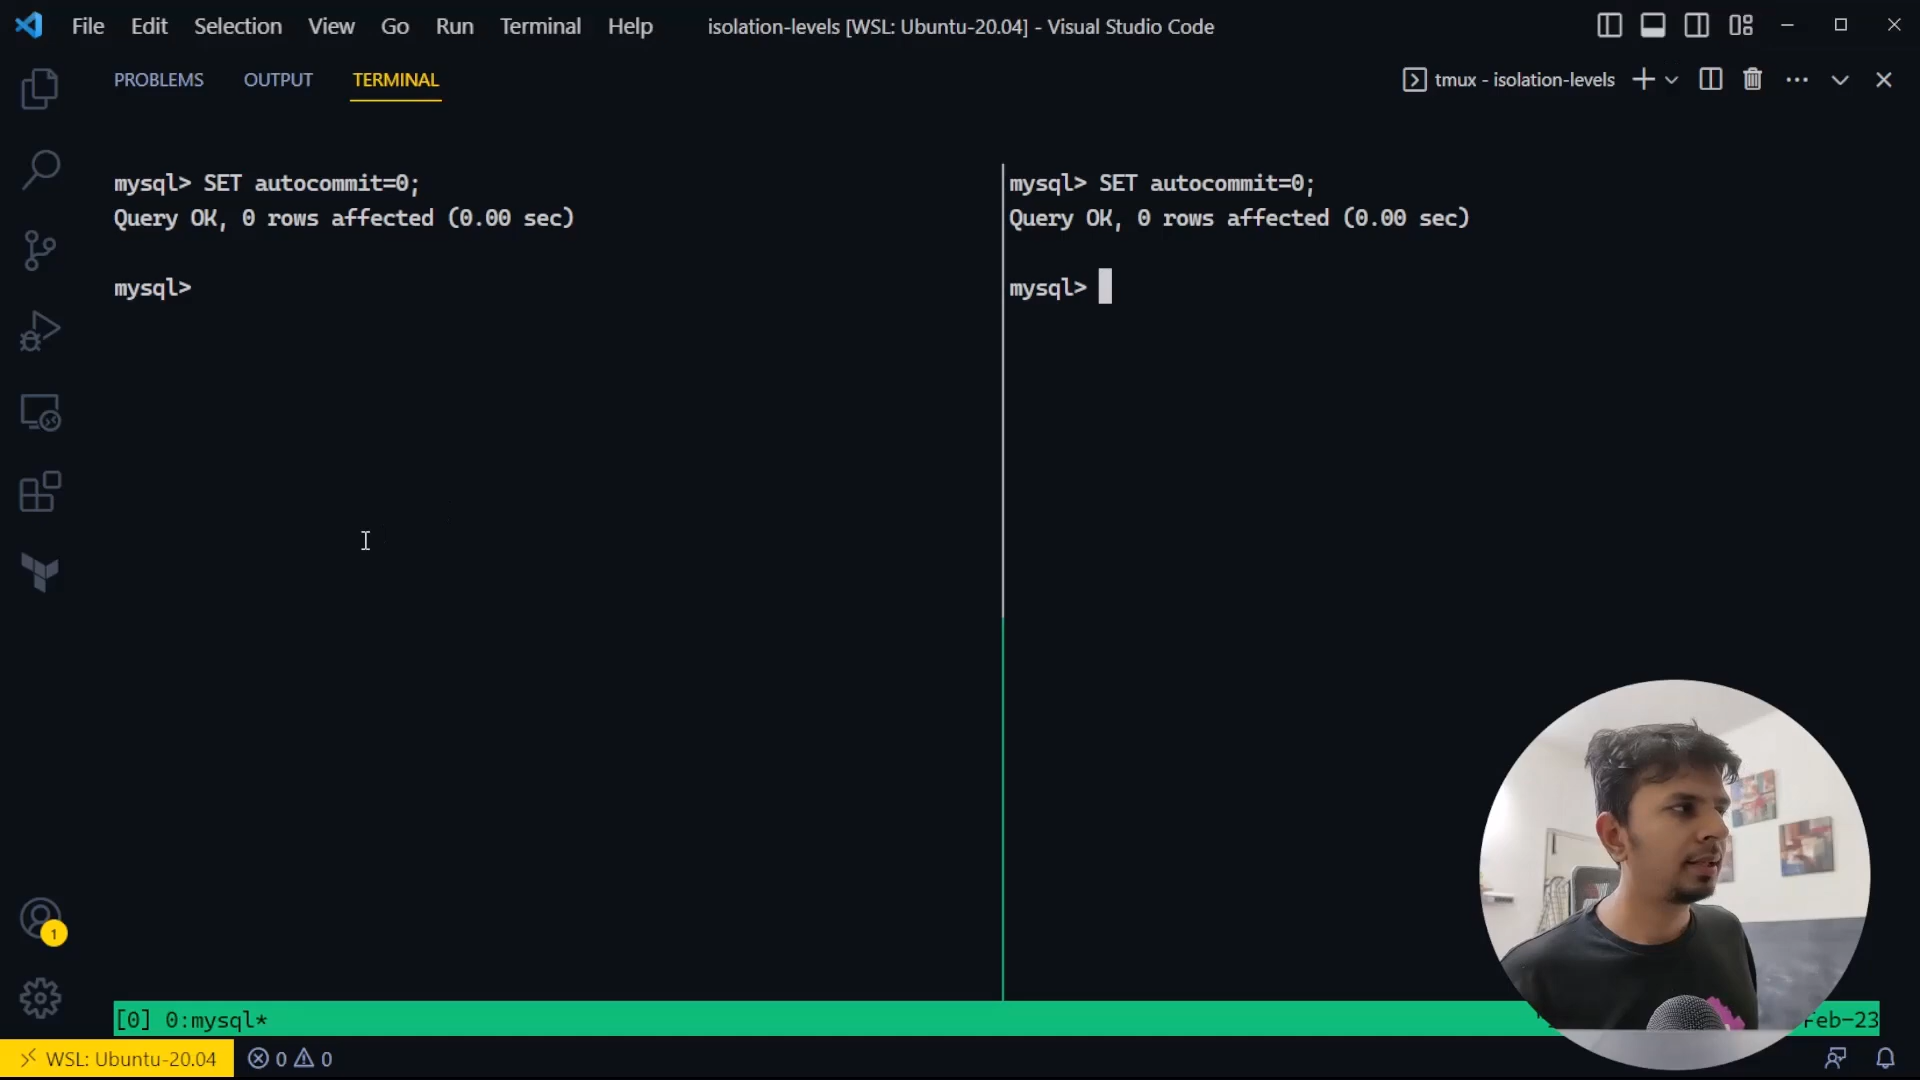 File Edit Selection View Go Run Terminal Help
isolation-levels [WSL: Ubuntu-20.04] - Visual Studio Code
PROBLEMS OUTPUT TERMINAL
tmux - isolation-levels
mysql> SET autocommit=0;
Query OK, 0 rows affected (0.00 sec)
mysql>
mysql> SET autocommit=0;
Query OK, 0 rows affected (0.00 sec)
mysql>
1
[0] 0:mysql*
Feb-23
WSL: Ubuntu-20.04 0 0